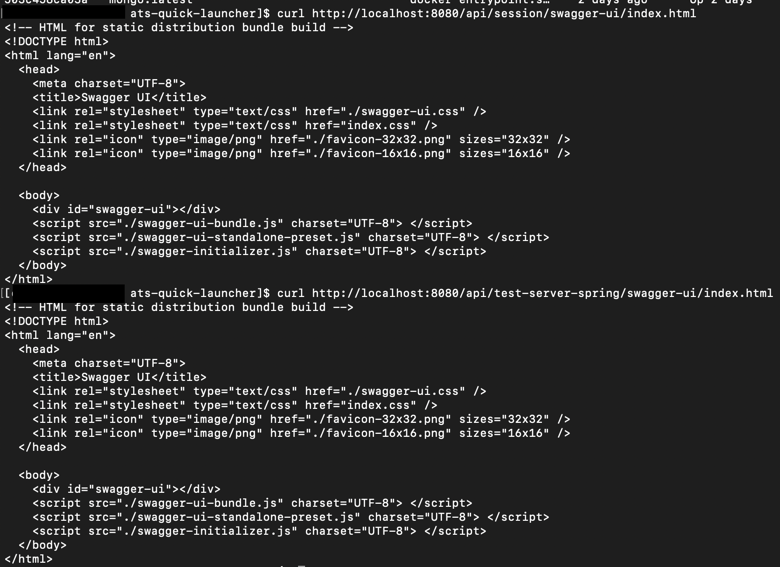 mongo:latest
ats-quick-launcher]$ curl http://localhost:8080/api/session/swagger-ui/index.html
<!-- HTML for static distribution bundle build -->
<!DOCTYPE html>
<html lang="en">
  <head>
    <meta charset="UTF-8">
    <title>Swagger UI</title>
    <link rel="stylesheet" type="text/css" href="./swagger-ui.css" />
    <link rel="stylesheet" type="text/css" href="index.css" />
    <link rel="icon" type="image/png" href="./favicon-32x32.png" sizes="32x32" />
    <link rel="icon" type="image/png" href="./favicon-16x16.png" sizes="16x16" />
  </head>

  <body>
    <div id="swagger-ui"></div>
    <script src="./swagger-ui-bundle.js" charset="UTF-8"> </script>
    <script src="./swagger-ui-standalone-preset.js" charset="UTF-8"> </script>
    <script src="./swagger-initializer.js" charset="UTF-8"> </script>
  </body>
</html>
ats-quick-launcher]$ curl http://localhost:8080/api/test-server-spring/swagger-ui/index.html
<!-- HTML for static distribution bundle build -->
<!DOCTYPE html>
<html lang="en">
  <head>
    <meta charset="UTF-8">
    <title>Swagger UI</title>
    <link rel="stylesheet" type="text/css" href="./swagger-ui.css" />
    <link rel="stylesheet" type="text/css" href="index.css" />
    <link rel="icon" type="image/png" href="./favicon-32x32.png" sizes="32x32" />
    <link rel="icon" type="image/png" href="./favicon-16x16.png" sizes="16x16" />
  </head>

  <body>
    <div id="swagger-ui"></div>
    <script src="./swagger-ui-bundle.js" charset="UTF-8"> </script>
    <script src="./swagger-ui-standalone-preset.js" charset="UTF-8"> </script>
    <script src="./swagger-initializer.js" charset="UTF-8"> </script>
  </body>
</html>